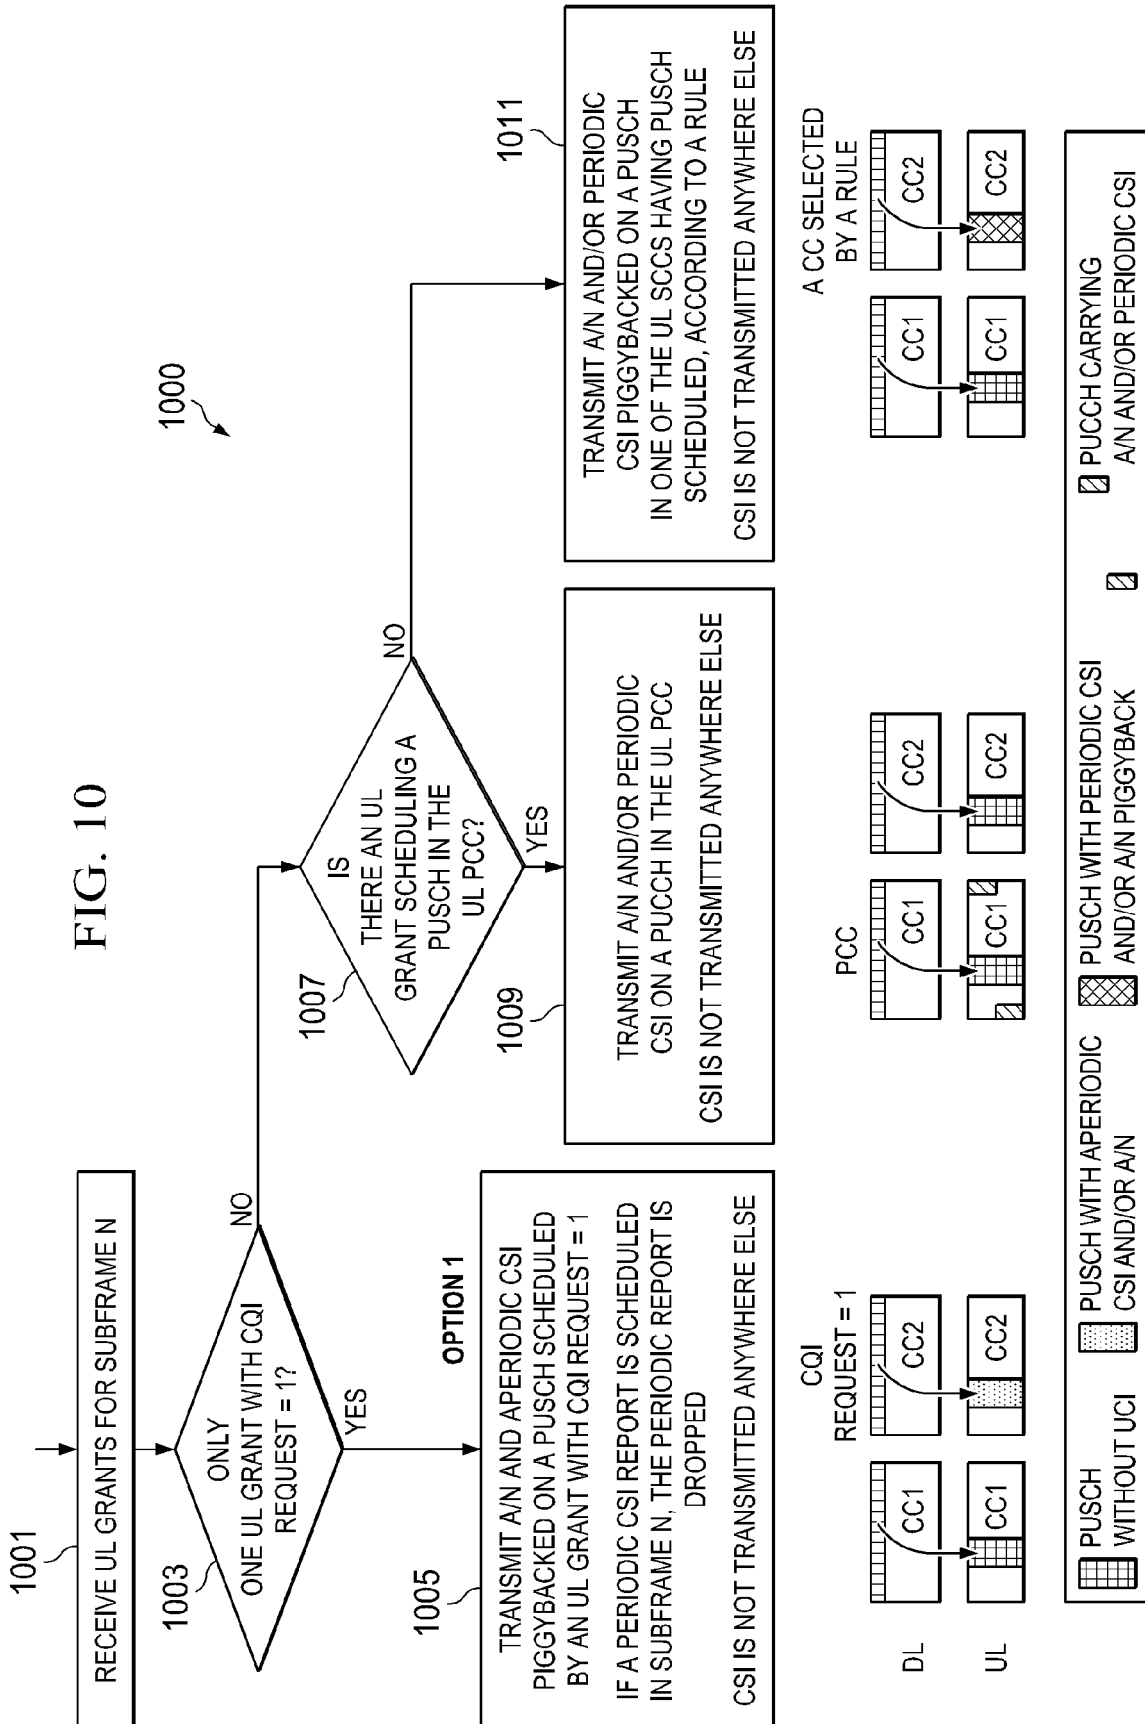 FIG. 10
1000
1001
RECEIVE UL GRANTS FOR SUBFRAME N
1003
ONLY
ONE UL GRANT WITH CQI
REQUEST = 1?
NO
YES
1007
IS
THERE AN UL
GRANT SCHEDULING A
PUSCH IN THE
UL PCC?
NO
YES
OPTION 1
1005
TRANSMIT A/N AND APERIODIC CSI
PIGGYBACKED ON A PUSCH SCHEDULED
BY AN UL GRANT WITH CQI REQUEST = 1
IF A PERIODIC CSI REPORT IS SCHEDULED
IN SUBFRAME N, THE PERIODIC REPORT IS
DROPPED
CSI IS NOT TRANSMITTED ANYWHERE ELSE
1009
TRANSMIT A/N AND/OR PERIODIC
CSI ON A PUCCH IN THE UL PCC
CSI IS NOT TRANSMITTED ANYWHERE ELSE
1011
TRANSMIT A/N AND/OR PERIODIC
CSI PIGGYBACKED ON A PUSCH
IN ONE OF THE UL SCCS HAVING PUSCH
SCHEDULED, ACCORDING TO A RULE
CSI IS NOT TRANSMITTED ANYWHERE ELSE
CQI
REQUEST = 1
PCC
A CC SELECTED
BY A RULE
DL
CC1
CC2
CC1
CC2
CC1
CC2
UL
CC1
CC2
CC1
CC2
CC1
CC2
PUSCH
WITHOUT UCI
PUSCH WITH APERIODIC
CSI AND/OR A/N
PUSCH WITH PERIODIC CSI
AND/OR A/N PIGGYBACK
PUCCH CARRYING
A/N AND/OR PERIODIC CSI